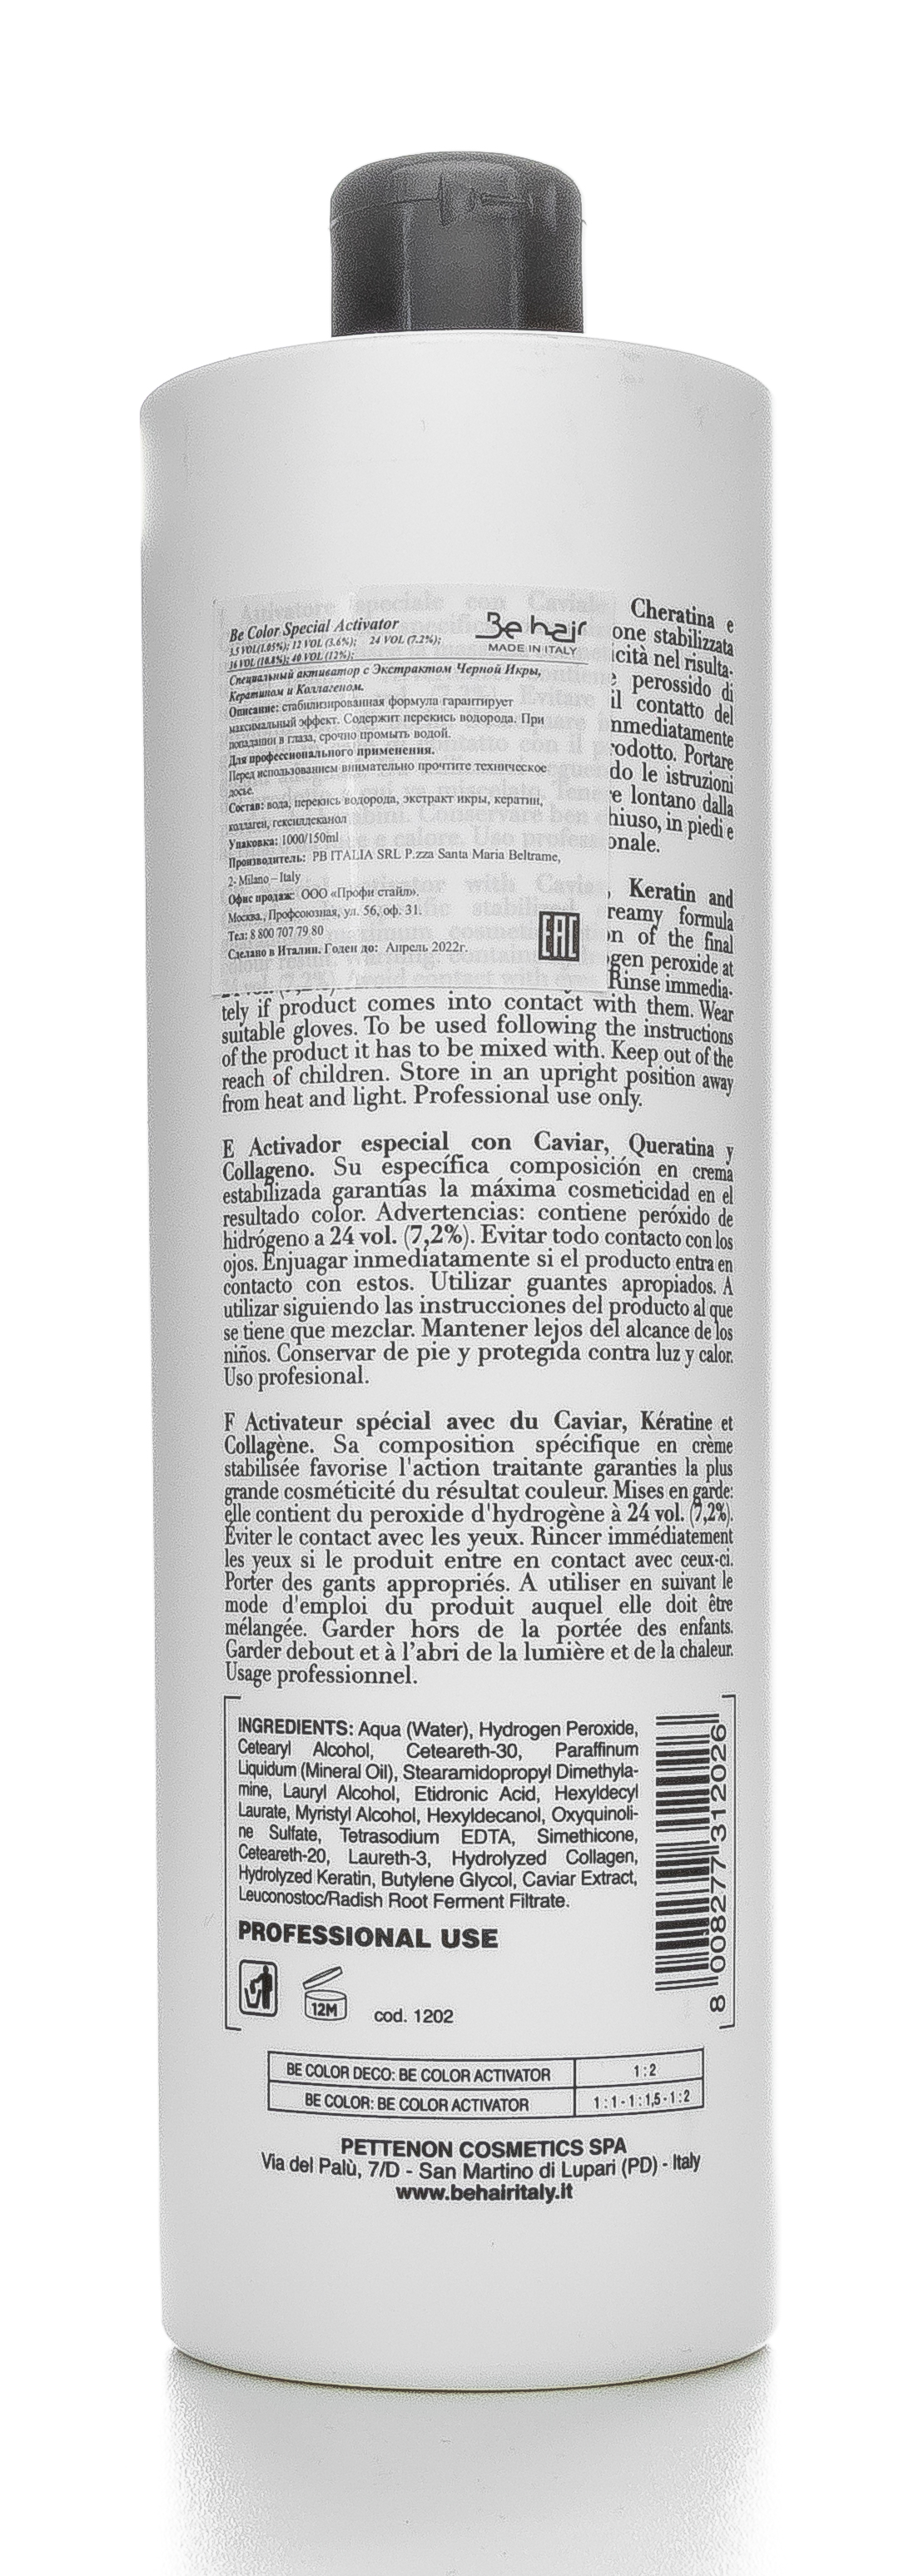 Be Color Special Activator
Be hair
MADE IN ITALY
3,5 VOL(1.05%); 12 VOL (3.6%); 24 VOL (7.2%);
40 VOL (12%);
Специальный активатор с Экстрактом Черной Икры,
Кератином и Коллагеном.
Описание: стабилизированная формула гарантирует
максимальный эффект. Содержит перекись водорода. При
попадании в глаза, срочно промыть водой.
Для профессионального применения.
Перед использованием внимательно прочтите техническое
досье.
Состав: вода, перекись водорода, экстракт икры, кератин,
коллаген, гексилдеканол
Упаковка: 1000/150ml
Производитель: PB ITALIA SRL P.zza Santa Maria Beltrame,
2- Milano – Italy
Офис продаж: ООО «Профи стайл».
Москва., Профсоюзная, ул. 56, оф. 31.
Тел: 8 800 707 79 80
Сделано в Италии. Годен до: Апрель 2022г.
EAC
Cheratina e
one stabilizzata
icità nel risulta-
perossido di
il contatto del
nmediatamente
rodotto. Portare
do le istruzioni
e lontano dalla
hiuso, in piedi e
onale.
, Keratin and
reamy formula
on of the final
gen peroxide at
Rinse immedia-
tely if product comes into contact with them. Wear
suitable gloves. To be used following the instructions
of the product it has to be mixed with. Keep out of the
reach of children. Store in an upright position away
from heat and light. Professional use only.
E Activador especial con Caviar, Queratina y
Collageno. Su específica composición en crema
estabilizada garantías la máxima cosmeticidad en el
resultado color. Advertencias: contiene peróxido de
hidrógeno a 24 vol. (7,2%). Evitar todo contacto con los
ojos. Enjuagar inmediatamente si el producto entra en
contacto con estos. Utilizar guantes apropiados. A
utilizar siguiendo las instrucciones del producto al que
se tiene que mezclar. Mantener lejos del alcance de los
niños. Conservar de pie y protegida contra luz y calor.
Uso profesional.
F Activateur spécial avec du Caviar, Kératine et
Collagène. Sa composition spécifique en crème
stabilisée favorise l'action traitante garanties la plus
grande cosméticité du résultat couleur. Mises en garde:
elle contient du peroxide d'hydrogène à 24 vol. (7,2%).
Éviter le contact avec les yeux. Rincer immédiatement
les yeux si le produit entre en contact avec ceux-ci.
Porter des gants appropriés. A utiliser en suivant le
mode d'emploi du produit auquel elle doit être
mélangée. Garder hors de la portée des enfants.
Garder debout et à l'abri de la lumière et de la chaleur.
Usage professionnel.
INGREDIENTS: Aqua (Water), Hydrogen Peroxide,
Cetearyl Alcohol, Ceteareth-30, Paraffinum
Liquidum (Mineral Oil), Stearamidopropyl Dimethyla-
mine, Lauryl Alcohol, Etidronic Acid, Hexyldecyl
Laurate, Myristyl Alcohol, Hexyldecanol, Oxyquinoli-
ne Sulfate, Tetrasodium EDTA, Simethicone,
Ceteareth-20, Laureth-3, Hydrolyzed Collagen,
Hydrolyzed Keratin, Butylene Glycol, Caviar Extract,
Leuconostoc/Radish Root Ferment Filtrate.
PROFESSIONAL USE
12M
cod. 1202
8 008277 312026
BE COLOR DECO: BE COLOR ACTIVATOR 1:2
BE COLOR: BE COLOR ACTIVATOR 1:1-1:1,5-1:2
PETTENON COSMETICS SPA
Via del Palù, 7/D - San Martino di Lupari (PD) - Italy
www.behairitaly.it